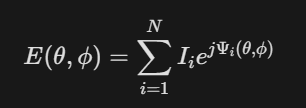 E(θ, ϕ) = ∑_{i=1}^{N} I_i e^{jΨ_i(θ,ϕ)}